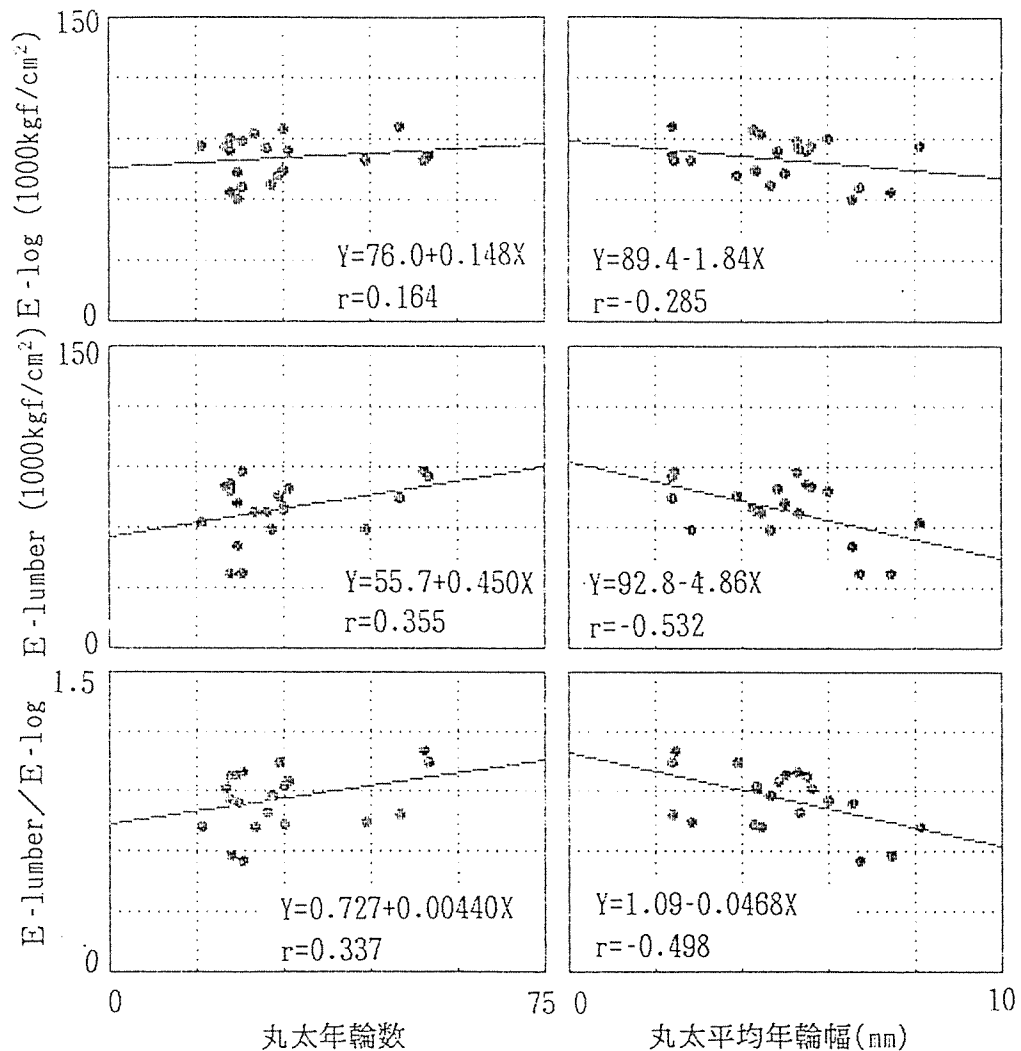 E-log (1000kgf/cm²)
150
0
Y=76.0+0.148X
r=0.164
Y=89.4-1.84X
r=-0.285
E-lumber (1000kgf/cm²)
150
0
Y=55.7+0.450X
r=0.355
Y=92.8-4.86X
r=-0.532
E-lumber/E-log
1.5
0
Y=0.727+0.00440X
r=0.337
Y=1.09-0.0468X
r=-0.498
0 75 0 10
丸太年輪数 丸太平均年輪幅(mm)